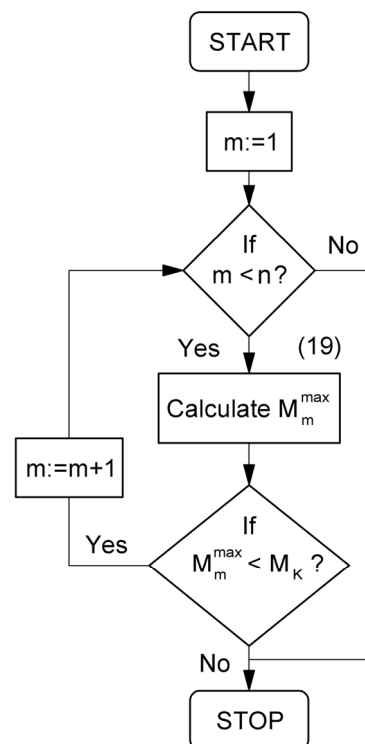 START
m:=1
If
m < n?
No
Yes
(19)
Calculate M_m^max
m:=m+1
If
M_m^max < M_K ?
Yes
No
STOP